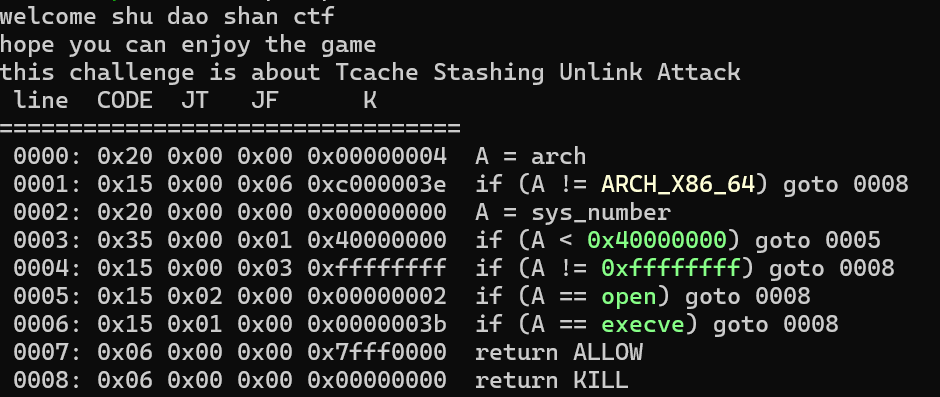 welcome shu dao shan ctf
hope you can enjoy the game
this challenge is about Tcache Stashing Unlink Attack
 line  CODE  JT   JF      K
=================================
 0000: 0x20 0x00 0x00 0x00000004  A = arch
 0001: 0x15 0x00 0x06 0xc000003e  if (A != ARCH_X86_64) goto 0008
 0002: 0x20 0x00 0x00 0x00000000  A = sys_number
 0003: 0x35 0x00 0x01 0x40000000  if (A < 0x40000000) goto 0005
 0004: 0x15 0x00 0x03 0xffffffff  if (A != 0xffffffff) goto 0008
 0005: 0x15 0x02 0x00 0x00000002  if (A == open) goto 0008
 0006: 0x15 0x01 0x00 0x0000003b  if (A == execve) goto 0008
 0007: 0x06 0x00 0x00 0x7fff0000  return ALLOW
 0008: 0x06 0x00 0x00 0x00000000  return KILL